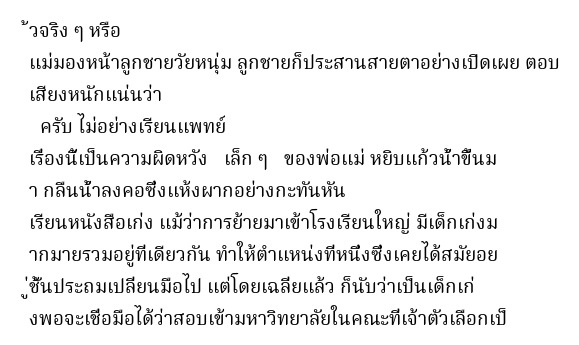 ้วจริง ๆ หรือ
แม่มองหน้าลูกชายวัยหนุ่ม ลูกชายก็ประสานสายตาอย่างเปิดเผย ตอบ
เสียงหนักแน่นว่า
ครับ ไม่อย่างเรียนแพทย์
เรื่องนี้เป็นความผิดหวัง เล็ก ๆ ของพ่อแม่ หยิบแก้วน้ำขึ้นม
า กลืนน้ำลงคอซึ่งแห้งผากอย่างกะทันหัน
เรียนหนังสือเก่ง แม้ว่าการย้ายมาเข้าโรงเรียนใหญ่ มีเด็กเก่งม
ากมายรวมอยู่ที่เดียวกัน ทำให้ตำแหน่งที่หนึ่งซึ่งเคยได้สมัยอย
ู่ชั้นประถมเปลี่ยนมือไป แต่โดยเฉลี่ยแล้ว ก็นับว่าเป็นเด็กเก่
งพอจะเชื่อมือได้ว่าสอบเข้ามหาวิทยาลัยในคณะที่เจ้าตัวเลือกเป็